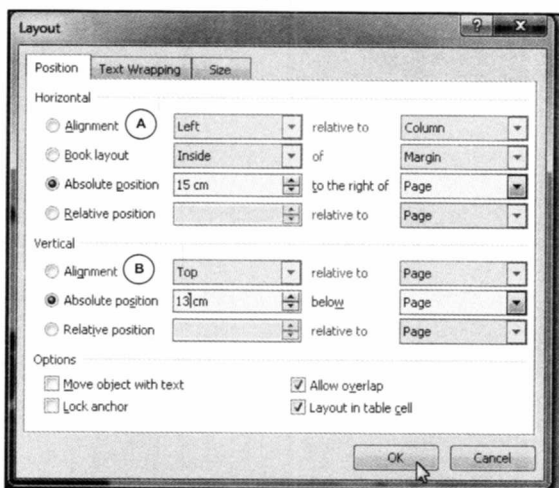 Layout
?
Position Text Wrapping Size
Horizontal
Alignment A Left relative to Column
Book layout Inside of Margin
Absolute position 15 cm to the right of Page
Relative position relative to Page
Vertical
Alignment B Top relative to Page
Absolute position 13 cm below Page
Relative position relative to Page
Options
Move object with text Allow overlap
Lock anchor Layout in table cell
OK Cancel